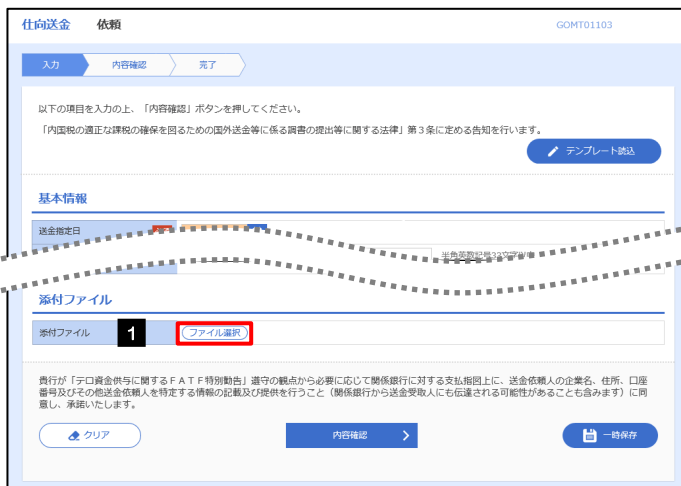 仕向送金 依頼 GOMT01103
入力 内容確認 完了
以下の項目を入力の上、「内容確認」ボタンを押してください。
「内国税の適正な課税の確保を図るための国外送金等に係る調書の提出等に関する法律」第3条に定める告知を行います。
テンプレート読込
基本情報
送金指定日
添付ファイル
添付ファイル 1 ファイル選択
貴行が「テロ資金供与に関するＦＡＴＦ特別勧告」遵守の観点から必要に応じて関係銀行に対する支払指図上に、送金依頼人の企業名、住所、口座
番号及びその他送金依頼人を特定する情報の記載及び提供を行うこと（関係銀行から送金受取人にも伝達される可能性があることも含みます）に同
意し、承諾いたします。
クリア 内容確認 一時保存